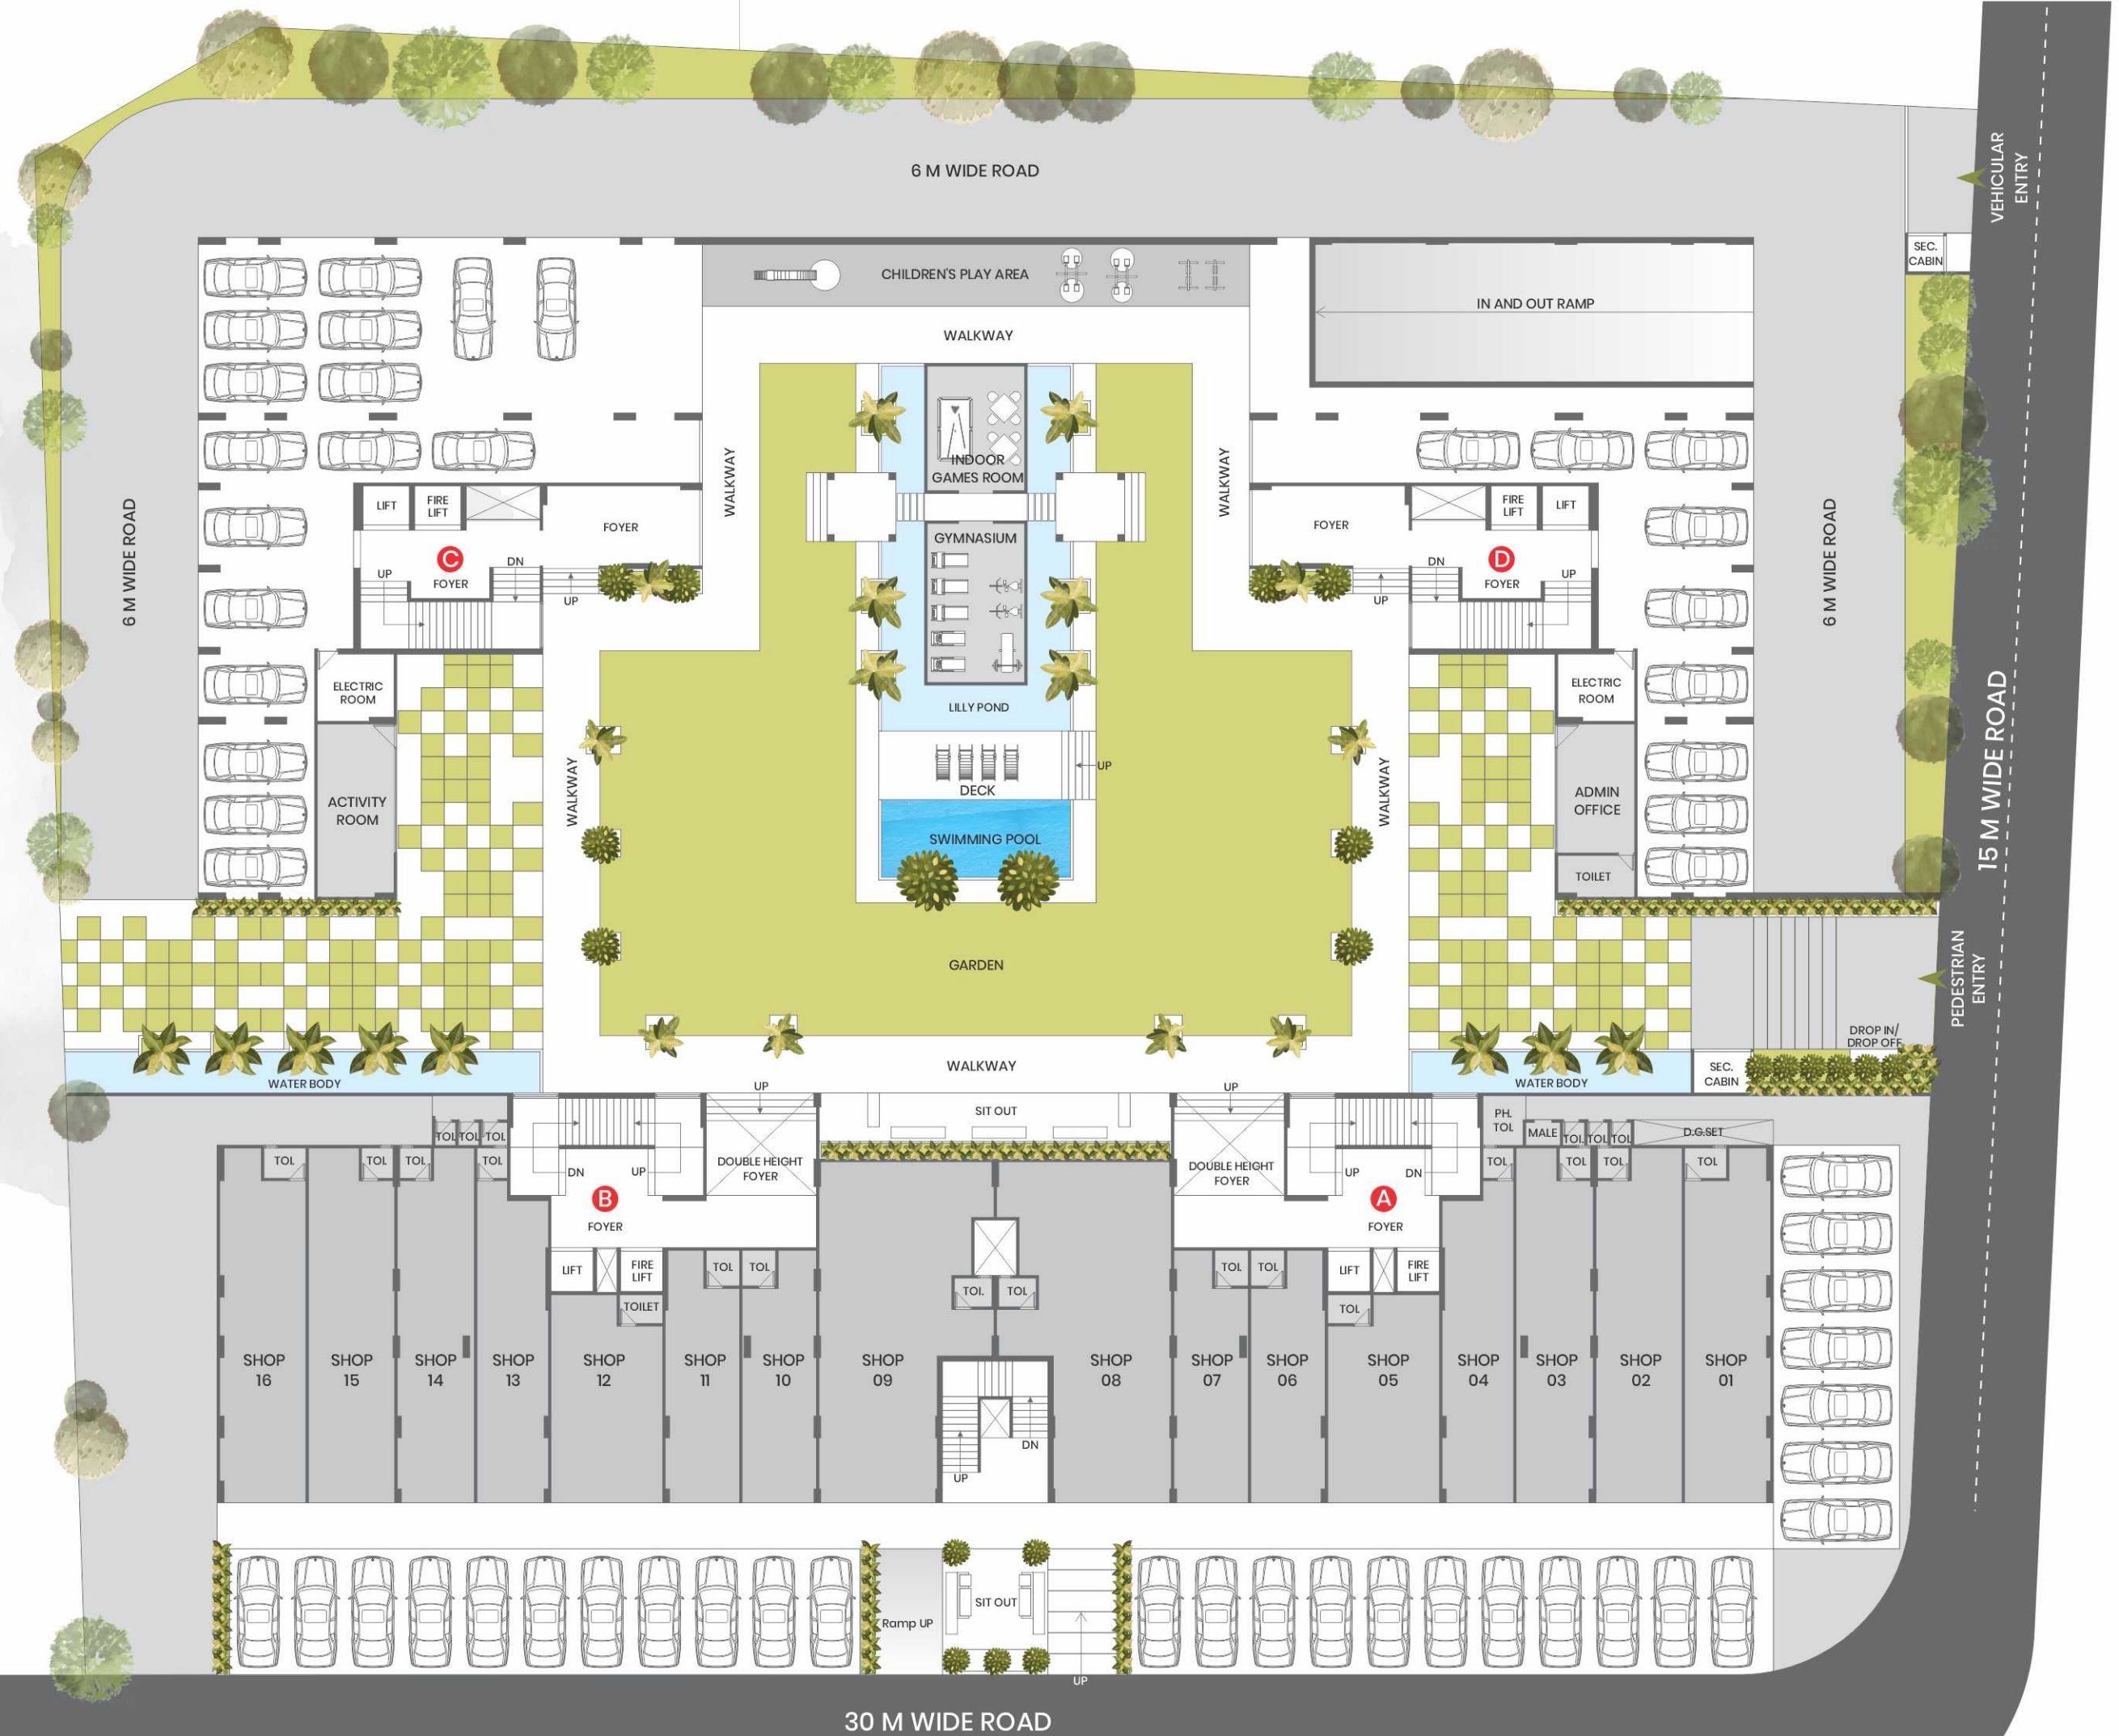 6 M WIDE ROAD
VEHICULAR
ENTRY
SEC.
CABIN
CHILDREN'S PLAY AREA
IN AND OUT RAMP
WALKWAY
INDOOR
GAMES ROOM
WALKWAY
WALKWAY
LIFT
FIRE
LIFT
FOYER
C
FOYER
UP
DN
UP
GYMNASIUM
FOYER
FIRE
LIFT
LIFT
D
FOYER
DN
UP
UP
6 M WIDE ROAD
6 M WIDE ROAD
ELECTRIC
ROOM
LILLY POND
ELECTRIC
ROOM
15 M WIDE ROAD
UP
DECK
WALKWAY
WALKWAY
ACTIVITY
ROOM
ADMIN
OFFICE
SWIMMING POOL
TOILET
GARDEN
PEDESTRIAN
ENTRY
DROP IN/
DROP OFF
WALKWAY
SEC.
CABIN
WATER BODY
WATER BODY
UP
UP
SIT OUT
PH.
TOL
MALE
TOL
TOL
TOL
D.G.SET
TOL
TOL
TOL
TOL
TOL
TOL
TOL
DN
UP
DOUBLE HEIGHT
FOYER
DOUBLE HEIGHT
FOYER
UP
DN
TOL
TOL
TOL
TOL
B
FOYER
A
FOYER
LIFT
FIRE
LIFT
TOL
TOL
TOL
TOL
TOL
TOL
LIFT
FIRE
LIFT
TOILET
TOL
SHOP
16
SHOP
15
SHOP
14
SHOP
13
SHOP
12
SHOP
11
SHOP
10
SHOP
09
SHOP
08
SHOP
07
SHOP
06
SHOP
05
SHOP
04
SHOP
03
SHOP
02
SHOP
01
DN
UP
SIT OUT
Ramp UP
UP
30 M WIDE ROAD